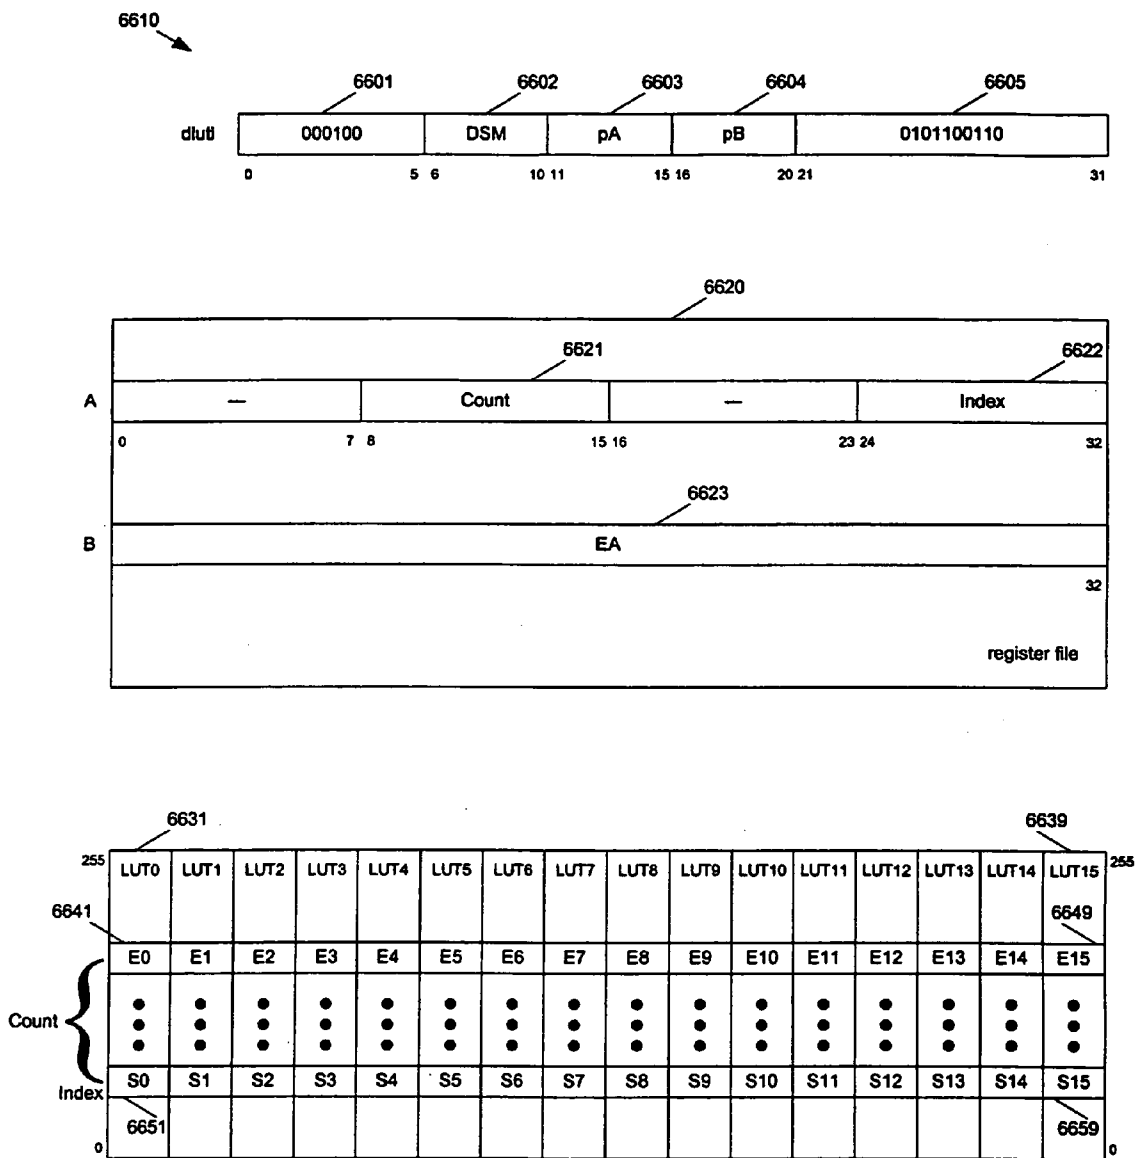 6610
6601 6602 6603 6604 6605
dlutl 000100 DSM pA pB 0101100110
0 5 6 10 11 15 16 20 21 31
6620
6621 6622
A — Count — Index
0 7 8 15 16 23 24 32
6623
B EA
32
register file
6631 6639
255 LUT0 LUT1 LUT2 LUT3 LUT4 LUT5 LUT6 LUT7 LUT8 LUT9 LUT10 LUT11 LUT12 LUT13 LUT14 LUT15 255
6641 6649
E0 E1 E2 E3 E4 E5 E6 E7 E8 E9 E10 E11 E12 E13 E14 E15
Count
Index S0 S1 S2 S3 S4 S5 S6 S7 S8 S9 S10 S11 S12 S13 S14 S15
6651 6659
0 0